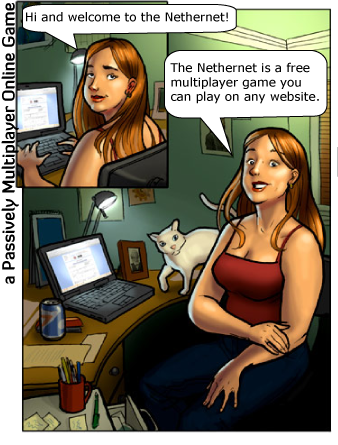 a Passively Multiplayer Online Game
Hi and welcome to the Nethernet!
The Nethernet is a free
multiplayer game you
can play on any website.